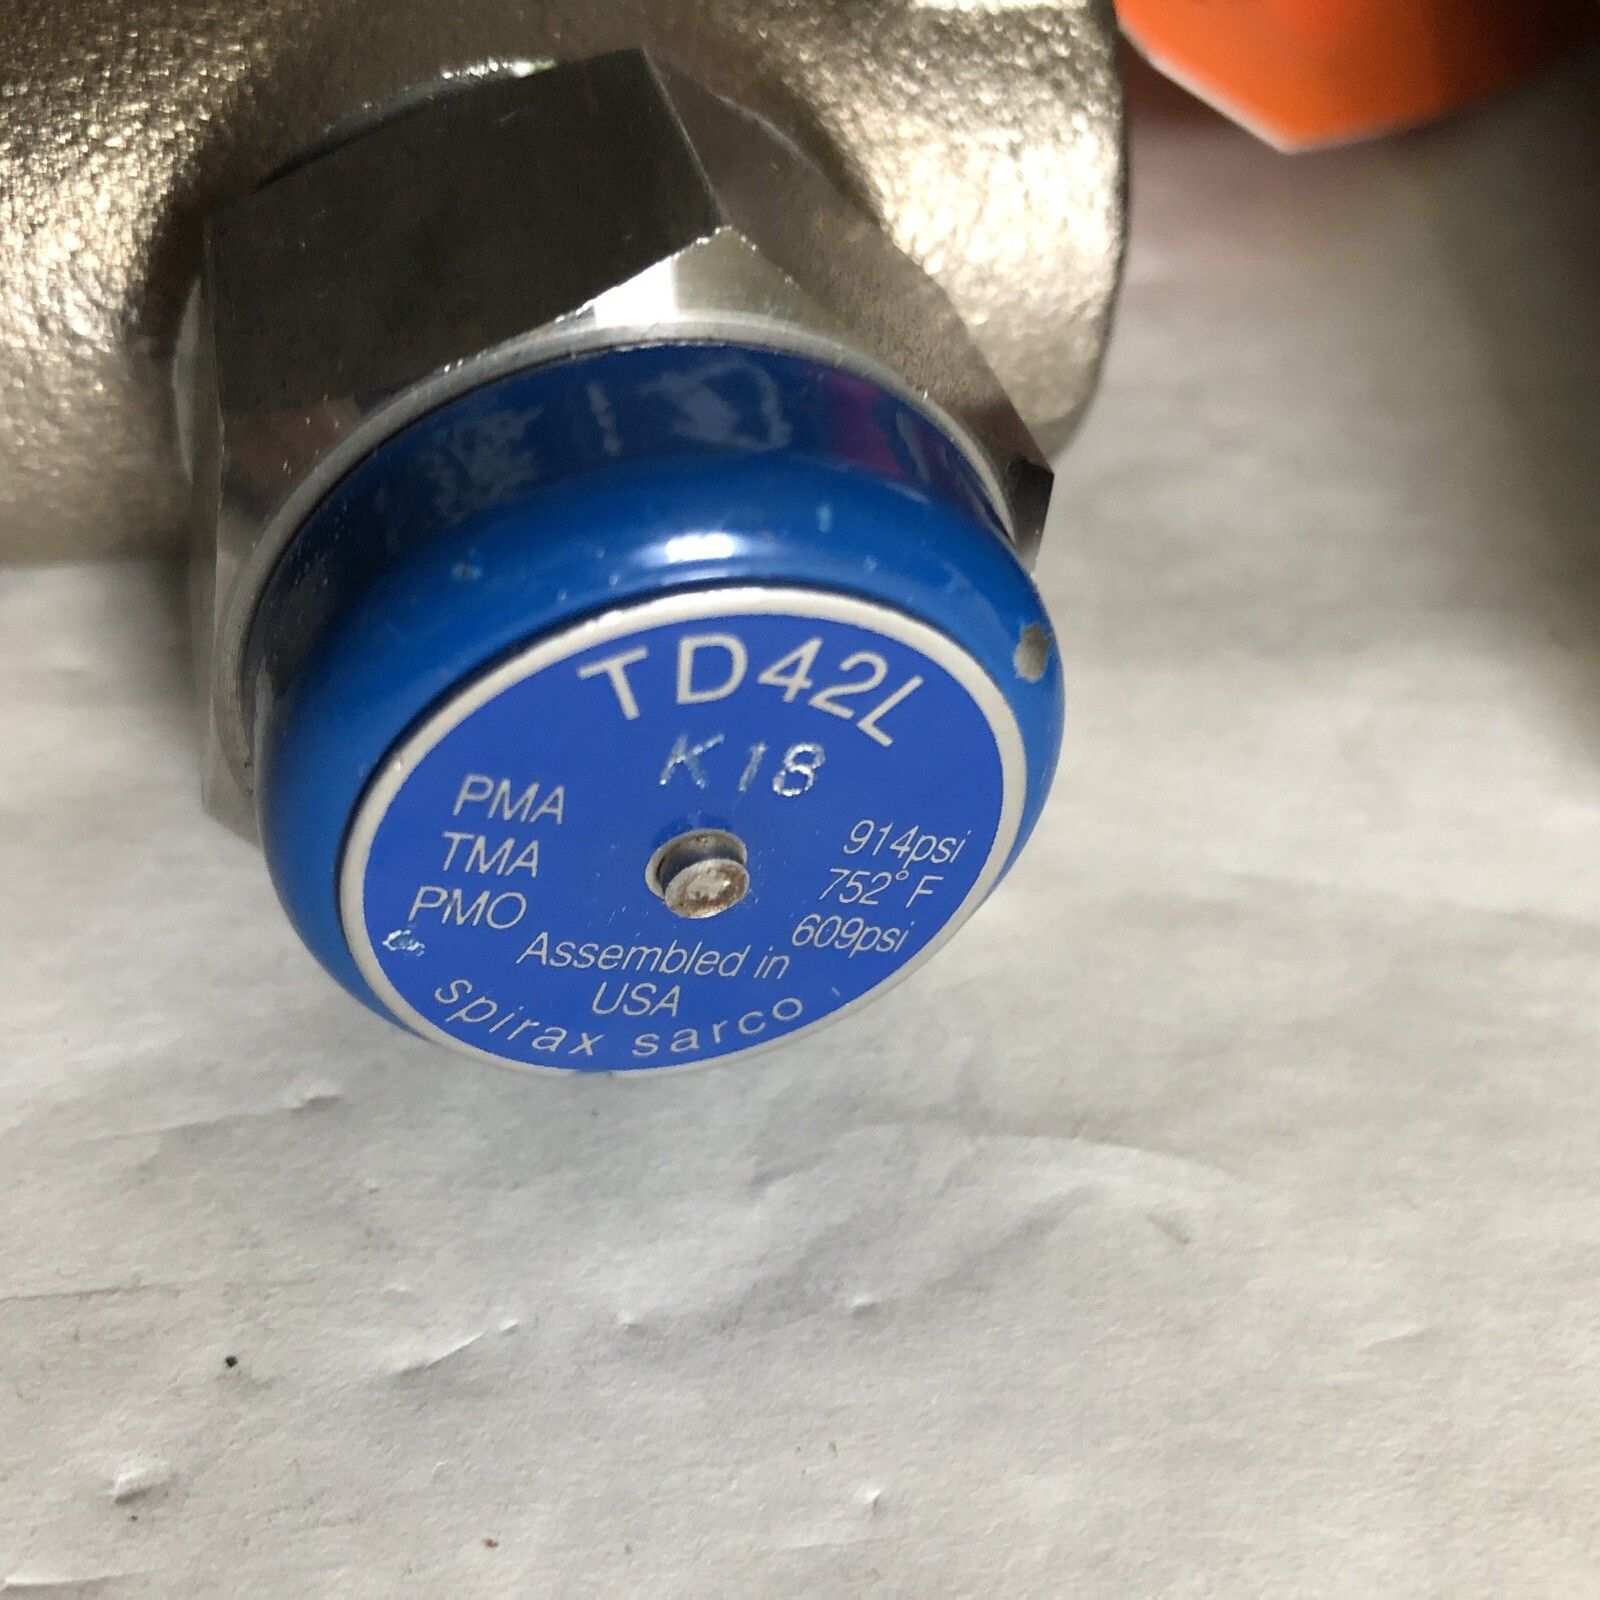 TD42L
K18
PMA 914psi
TMA 752°F
PMO 609psi
Assembled in
USA
spirax sarco